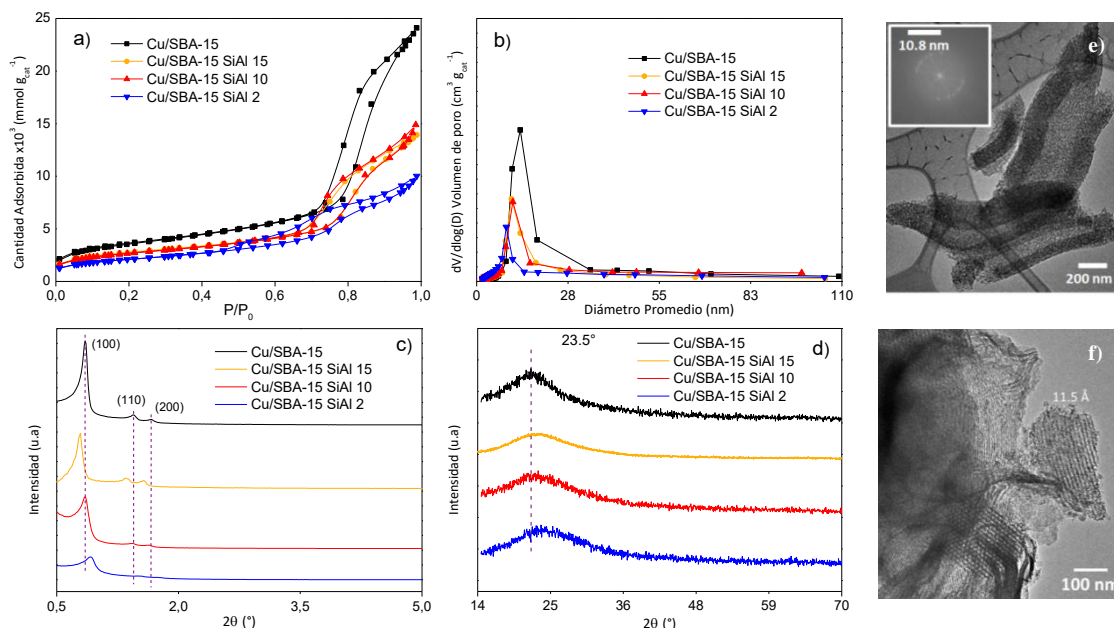 a)
Cu/SBA-15
Cu/SBA-15 SiAl 15
Cu/SBA-15 SiAl 10
Cu/SBA-15 SiAl 2
Cantidad Adsorbida x10³ (mmol gcat⁻¹)
25
20
15
10
5
0
0,0 0,2 0,4 0,6 0,8 1,0
P/P₀
b)
Cu/SBA-15
Cu/SBA-15 SiAl 15
Cu/SBA-15 SiAl 10
Cu/SBA-15 SiAl 2
dV/dlog(D) Volumen de poro (cm³ gcat⁻¹)
28 55 83 110
Diámetro Promedio (nm)
e)
10.8 nm
200 nm
c)
(100)
(110)
(200)
Cu/SBA-15
Cu/SBA-15 SiAl 15
Cu/SBA-15 SiAl 10
Cu/SBA-15 SiAl 2
Intensidad (u.a)
0,5 2,0 3,5 5,0
2θ (°)
d)
23.5°
Cu/SBA-15
Cu/SBA-15 SiAl 15
Cu/SBA-15 SiAl 10
Cu/SBA-15 SiAl 2
Intensidad (u.a)
14 25 36 48 59 70
2θ (°)
f)
11.5 Å
100 nm